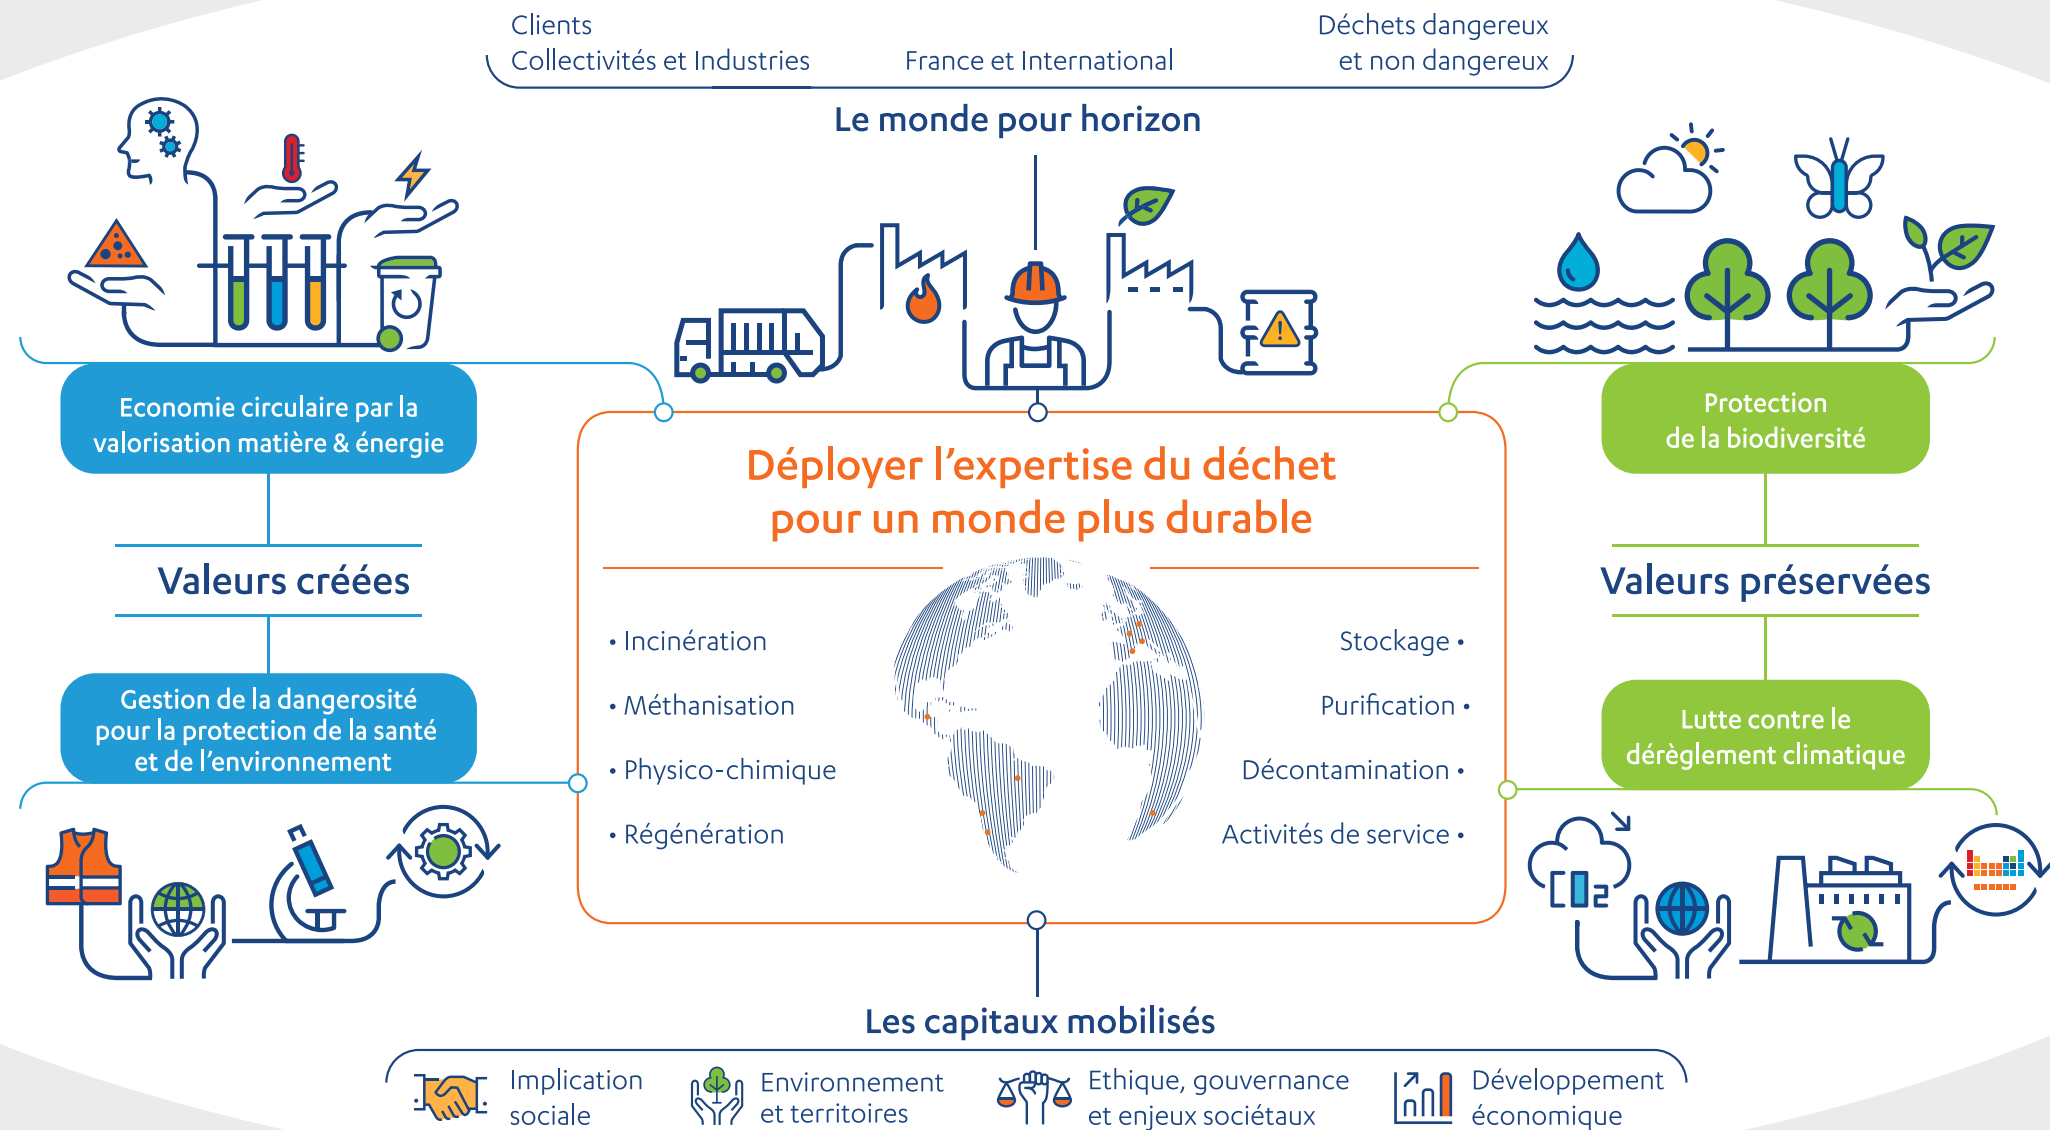 Clients
Collectivités et Industries
France et International
Déchets dangereux
et non dangereux
Le monde pour horizon
Economie circulaire par la
valorisation matière & énergie
Valeurs créées
Gestion de la dangerosité
pour la protection de la santé
et de l'environnement
Déployer l'expertise du déchet
pour un monde plus durable
• Incinération
• Méthanisation
• Physico-chimique
• Régénération
Stockage •
Purification •
Décontamination •
Activités de service •
Protection
de la biodiversité
Valeurs préservées
Lutte contre le
dérèglement climatique
CO2
Les capitaux mobilisés
Implication
sociale
Environnement
et territoires
Ethique, gouvernance
et enjeux sociétaux
Développement
économique